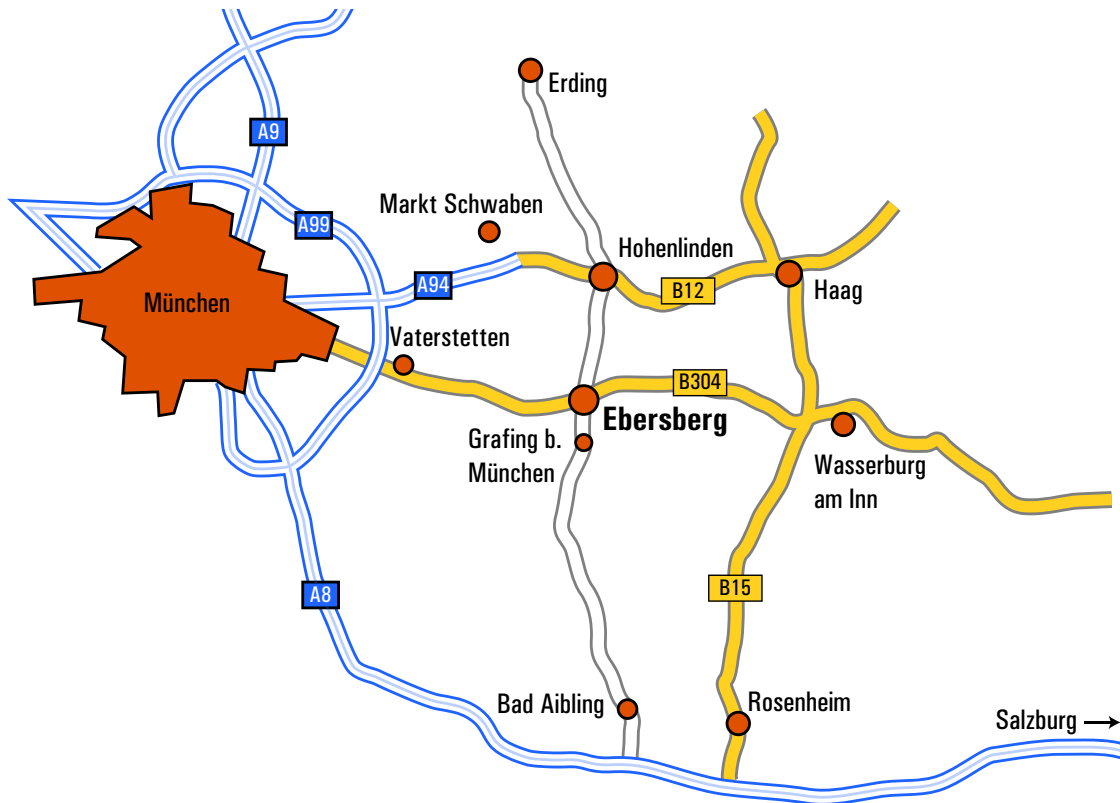 Erding
A9
Markt Schwaben
A99
Hohenlinden
A94
B12
Haag
München
Vaterstetten
B304
Ebersberg
Grafing b.
München
Wasserburg
am Inn
A8
B15
Bad Aibling
Rosenheim
Salzburg →